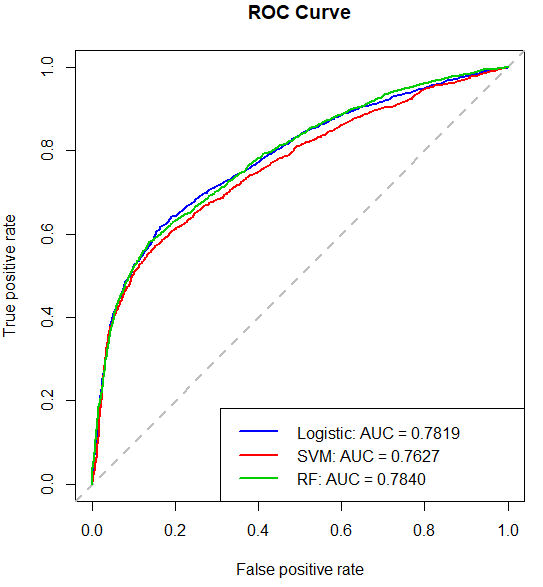 ROC Curve
True positive rate
1.0
0.8
0.6
0.4
0.2
0.0
Logistic: AUC = 0.7819
SVM: AUC = 0.7627
RF: AUC = 0.7840
0.0 0.2 0.4 0.6 0.8 1.0
False positive rate